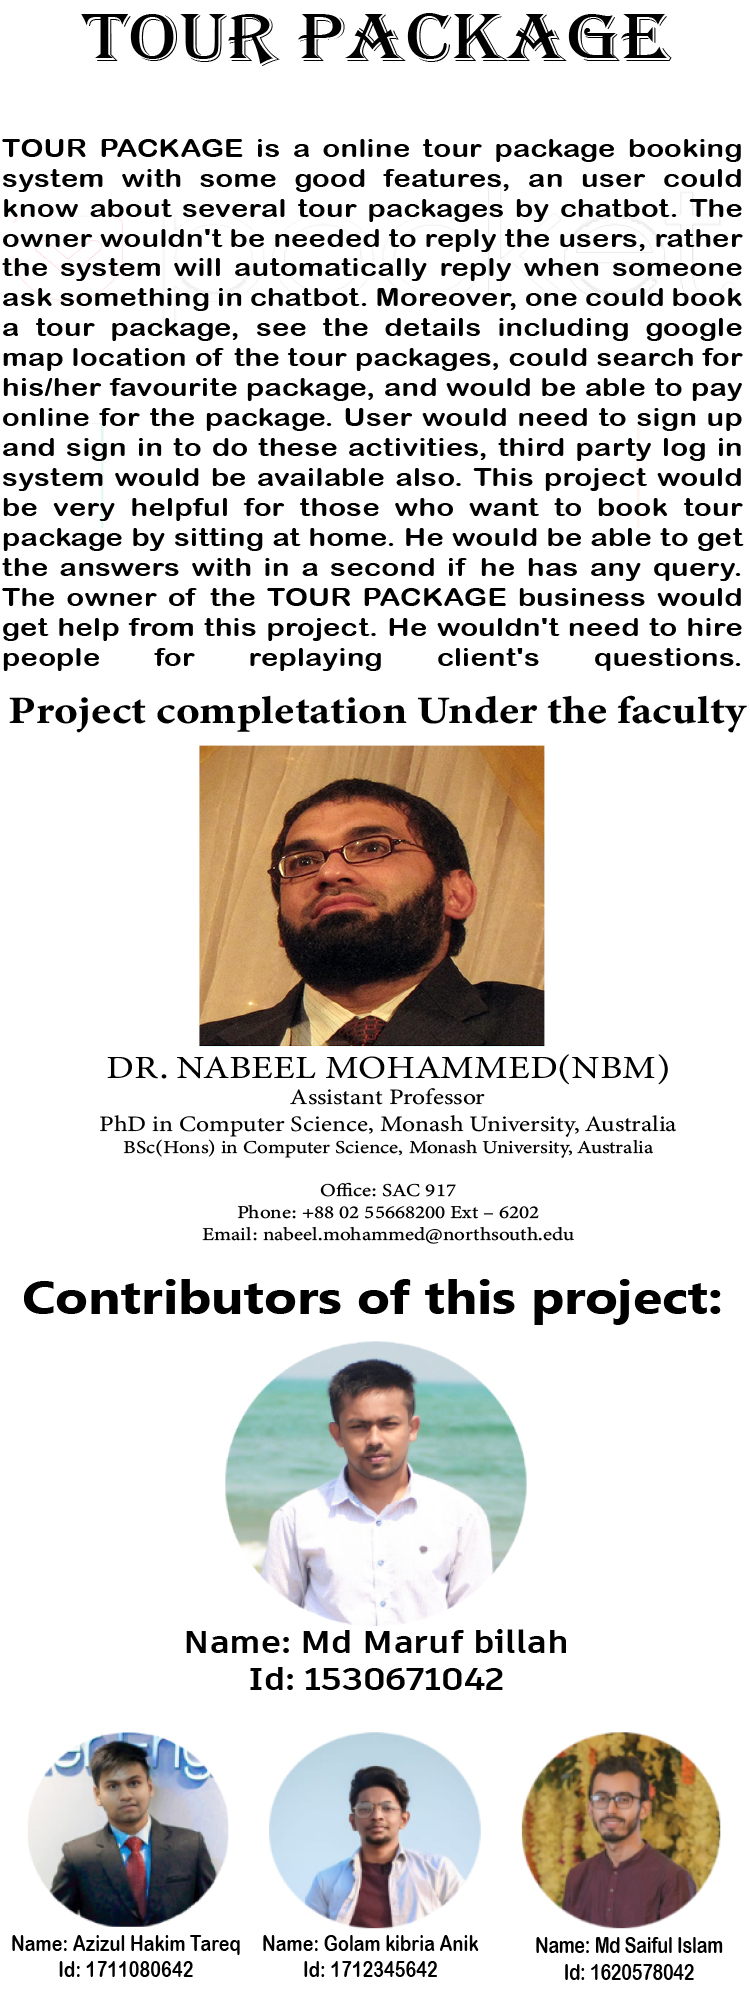 TOUR PACKAGE
TOUR PACKAGE is a online tour package booking
system with some good features, an user could
know about several tour packages by chatbot. The
owner wouldn't be needed to reply the users, rather
the system will automatically reply when someone
ask something in chatbot. Moreover, one could book
a tour package, see the details including google
map location of the tour packages, could search for
his/her favourite package, and would be able to pay
online for the package. User would need to sign up
and sign in to do these activities, third party log in
system would be available also. This project would
be very helpful for those who want to book tour
package by sitting at home. He would be able to get
the answers with in a second if he has any query.
The owner of the TOUR PACKAGE business would
get help from this project. He wouldn't need to hire
people for replaying client's questions.
Project completation Under the faculty
DR. NABEEL MOHAMMED(NBM)
Assistant Professor
PhD in Computer Science, Monash University, Australia
BSc(Hons) in Computer Science, Monash University, Australia
Office: SAC 917
Phone: +88 02 55668200 Ext – 6202
Email: nabeel.mohammed@northsouth.edu
Contributors of this project:
Name: Md Maruf billah
Id: 1530671042
Name: Azizul Hakim Tareq
Id: 1711080642
Name: Golam kibria Anik
Id: 1712345642
Name: Md Saiful Islam
Id: 1620578042